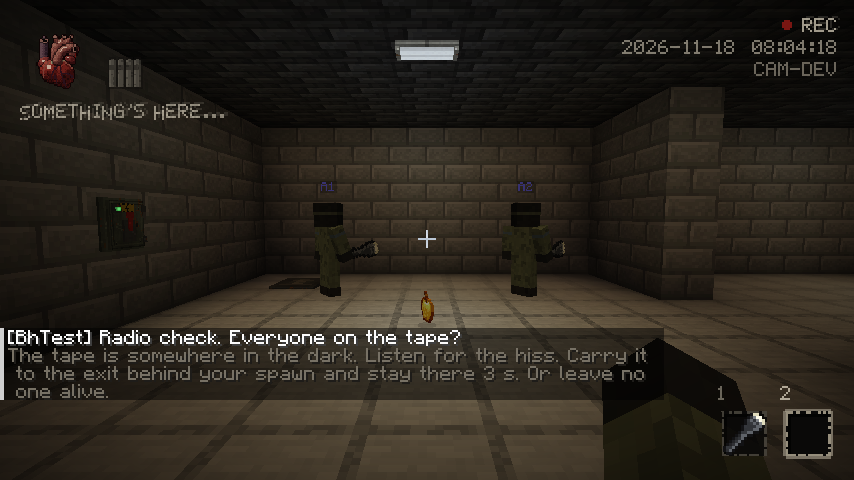 REC
2026-11-18 08:04:18
CAM-DEV
SOMETHING'S HERE...
A1
A2
[BhTest] Radio check. Everyone on the tape?
The tape is somewhere in the dark. Listen for the hiss. Carry it
to the exit behind your spawn and stay there 3 s. Or leave no
one alive.
1
2